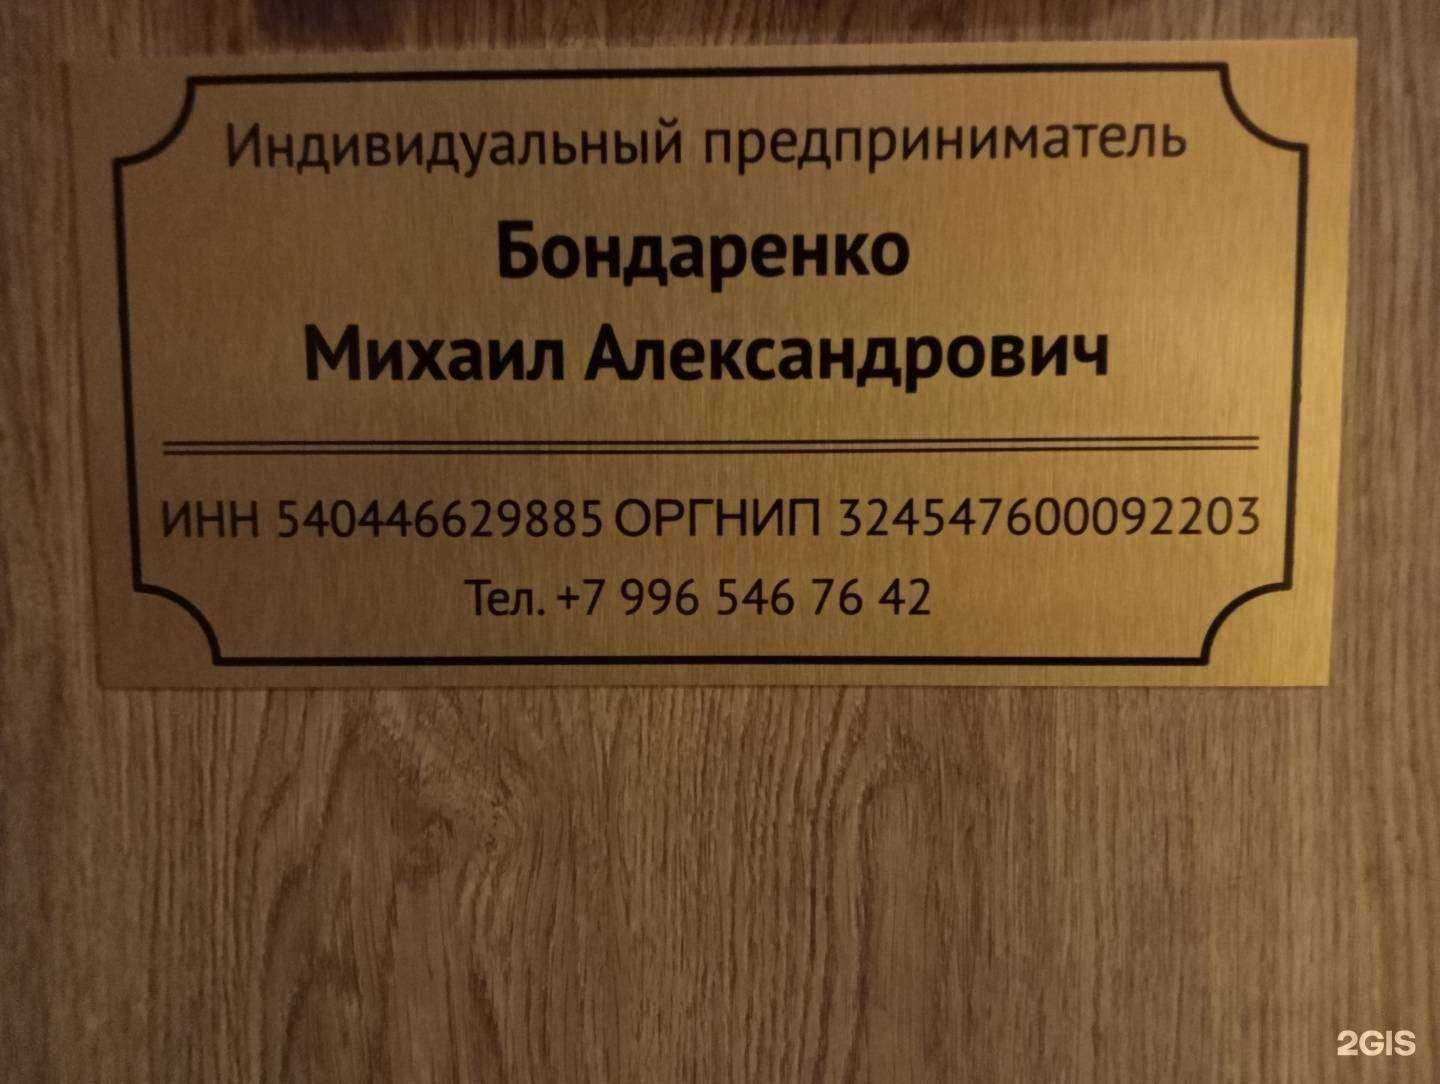 Индивидуальный предприниматель
Бондаренко
Михаил Александрович
ИНН 540446629885 ОРГНИП 324547600092203
Тел. +7 996 546 76 42
2GIS